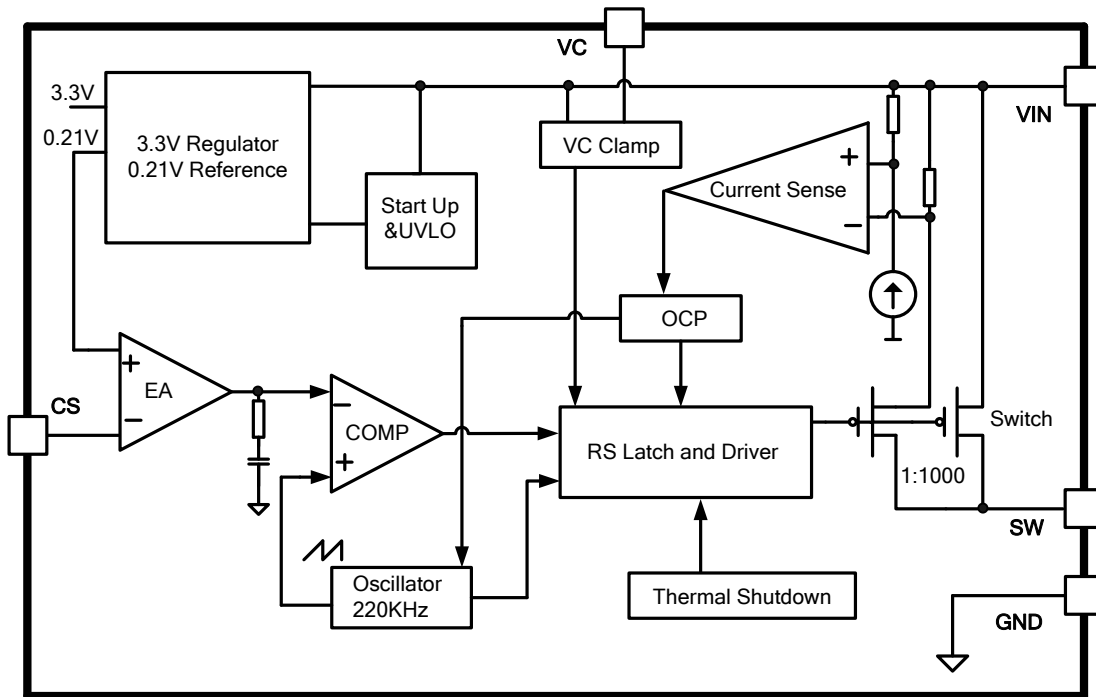 VC
VIN
3.3V
0.21V
3.3V Regulator
0.21V Reference
Start Up
&UVLO
VC Clamp
+
Current Sense
−
OCP
+
EA
−
CS
−
COMP
+
RS Latch and Driver
Switch
1:1000
SW
Oscillator
220KHz
Thermal Shutdown
GND